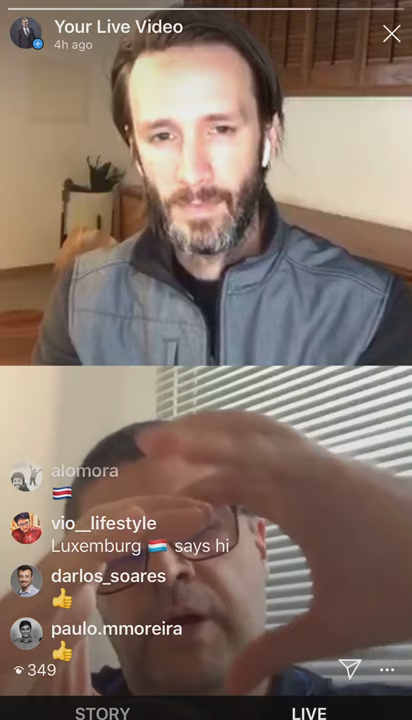 Your Live Video
4h ago
alomora
🇨🇷
vio__lifestyle
Luxemburg 🇱🇺 says hi
darlos_soares
👍
paulo.mmoreira
👍
349
STORY
LIVE